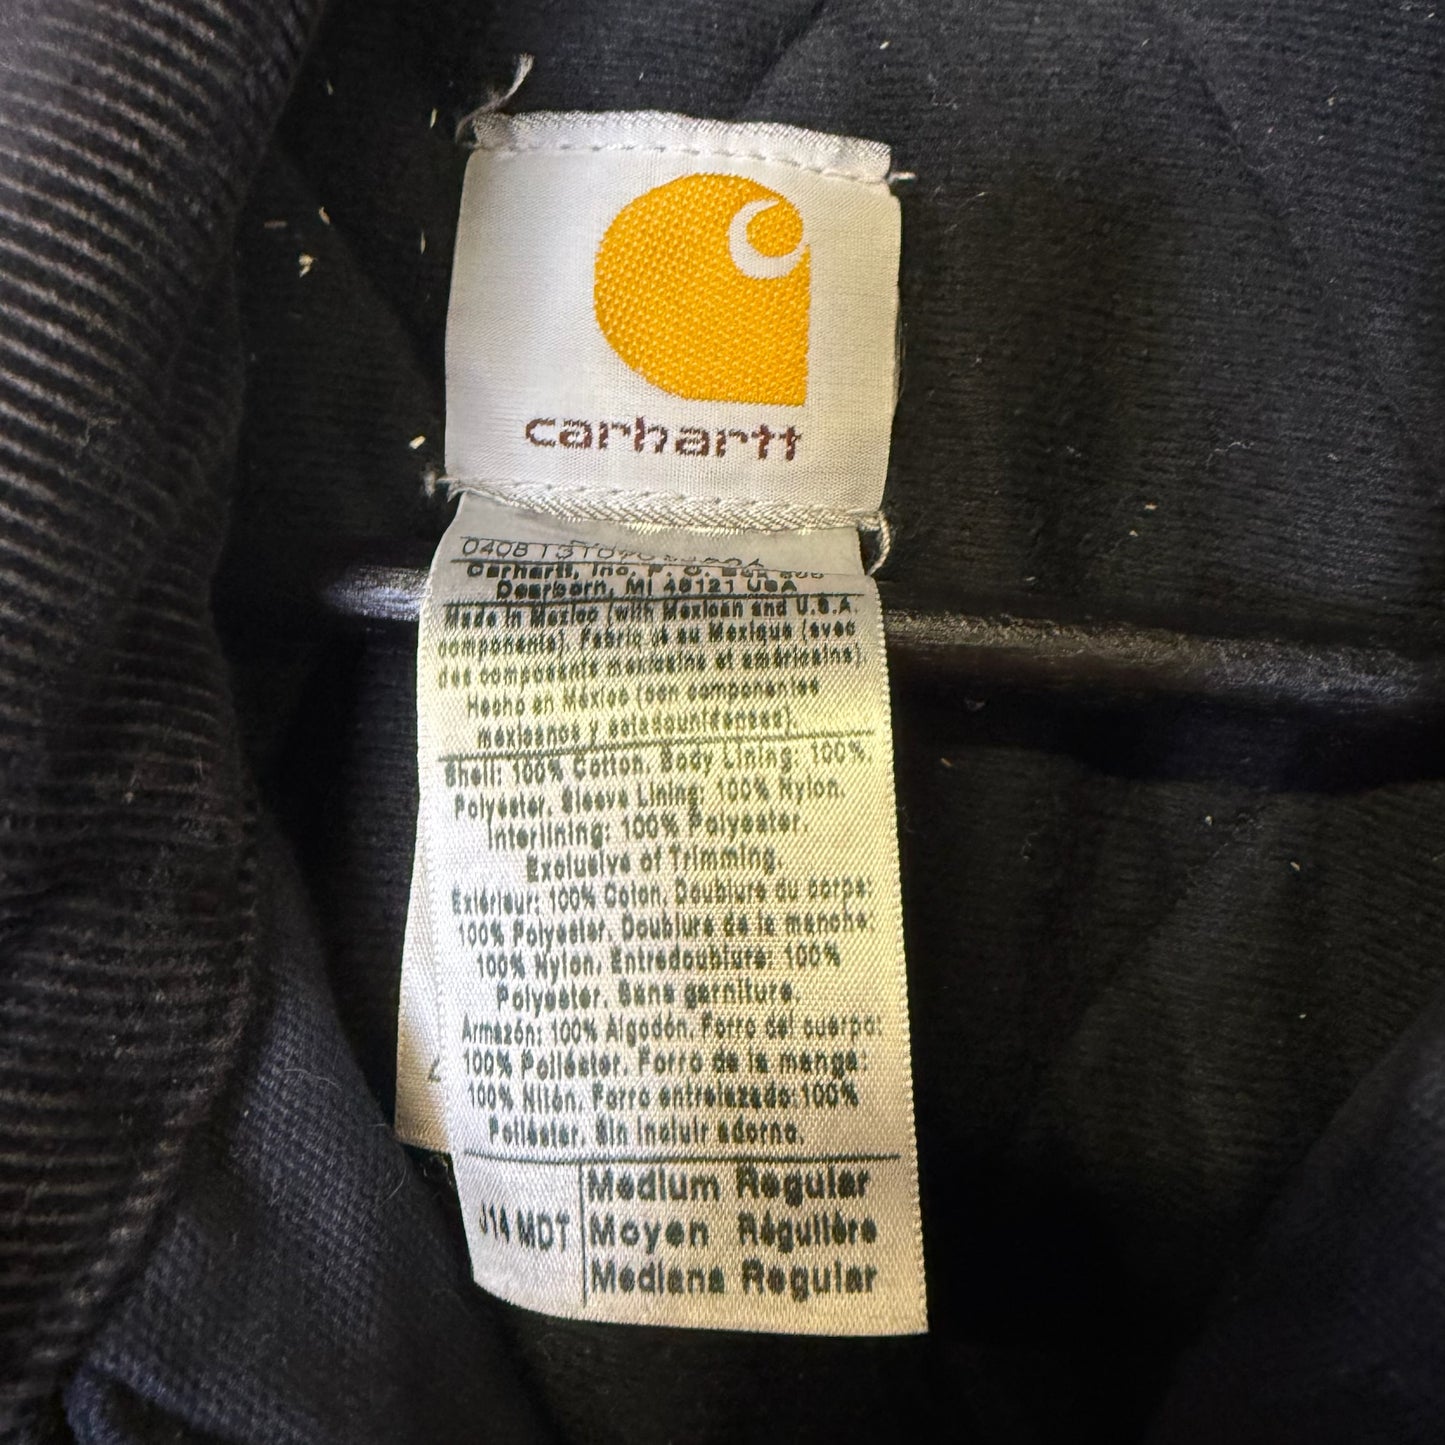 carhartt
Carhartt, Inc. P. O. Box 600
Dearborn, MI 48121 USA
Made in Mexico (with Mexican and U.S.A.
components). Fabriqué au Mexique (avec
des composants mexicains et américains).
Hecho en México (con componentes
mexicanos y estadounidenses).
Shell: 100% Cotton. Body Lining: 100%
Polyester. Sleeve Lining: 100% Nylon.
Interlining: 100% Polyester.
Exclusive of Trimming.
Extérieur: 100% Coton. Doublure du corps:
100% Polyester. Doublure de la manche:
100% Nylon. Entredoublure: 100%
Polyester. Sans garniture.
Armazón: 100% Algodón. Forro del cuerpo:
100% Poliéster. Forro de la manga:
100% Nilón. Forro entrelazado: 100%
Poliéster. Sin incluir adorno.
J14 MDT
Medium Regular
Moyen Régulière
Mediana Regular